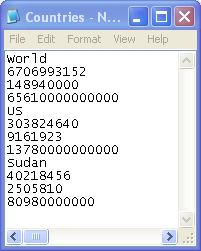 Countries - N...
File Edit Format View Help
World
6706993152
148940000
65610000000000
US
303824640
9161923
13780000000000
Sudan
40218456
2505810
80980000000